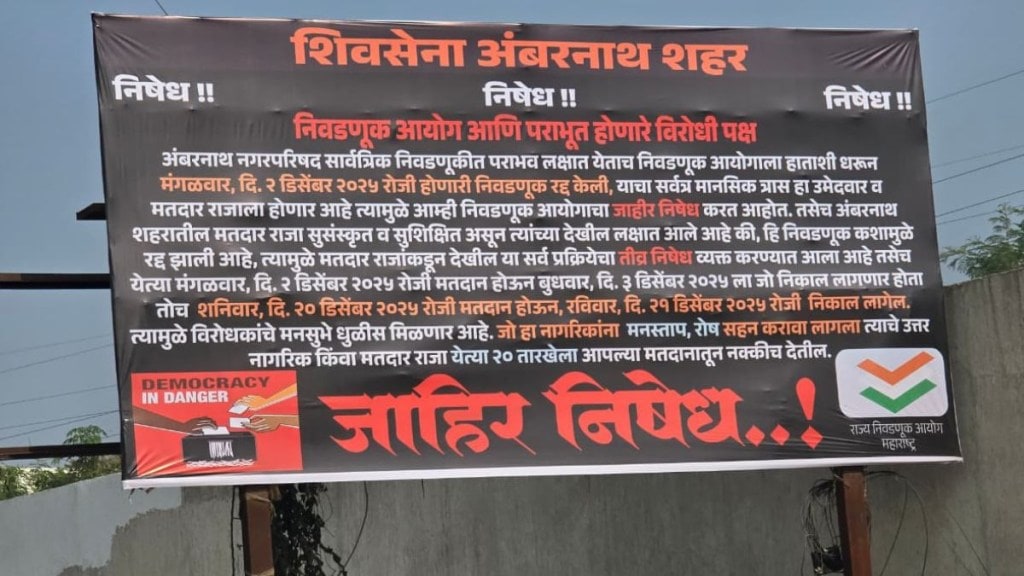 शिवसेना अंबरनाथ शहर
निषेध !! निषेध !! निषेध !!
निवडणूक आयोग आणि पराभूत होणारे विरोधी पक्ष
अंबरनाथ नगरपरिषद सार्वत्रिक निवडणूकीत पराभव लक्षात येताच निवडणूक आयोगाला हाताशी धरून
मंगळवार, दि. २ डिसेंबर २०२५ रोजी होणारी निवडणूक रद्द केली, याचा सर्वत्र मानसिक त्रास हा उमेदवार व
मतदार राजाला होणार आहे त्यामुळे आम्ही निवडणूक आयोगाचा जाहीर निषेध करत आहोत. तसेच अंबरनाथ
शहरातील मतदार राजा सुसंस्कृत व सुशिक्षित असून त्यांच्या देखील लक्षात आले आहे की, हि निवडणूक कशामुळे
रद्द झाली आहे, त्यामुळे मतदार राजाकडून देखील या सर्व प्रक्रियेचा तीव्र निषेध व्यक्त करण्यात आला आहे तसेच
येत्या मंगळवार, दि. २ डिसेंबर २०२५ रोजी मतदान होऊन बुधवार, दि. ३ डिसेंबर २०२५ ला जो निकाल लागणार होता
तोच शनिवार, दि. २० डिसेंबर २०२५ रोजी मतदान होऊन, रविवार, दि. २१ डिसेंबर २०२५ रोजी निकाल लागेल.
त्यामुळे विरोधकांचे मनसुभे धुळीस मिळणार आहे. जो हा नागरिकांना मनस्ताप, रोष सहन करावा लागला त्याचे उत्तर
नागरिक किंवा मतदार राजा येत्या २० तारखेला आपल्या मतदानातून नक्कीच देतील.
DEMOCRACY
IN DANGER
जाहिर निषेध..!
राज्य निवडणूक आयोग
महाराष्ट्र